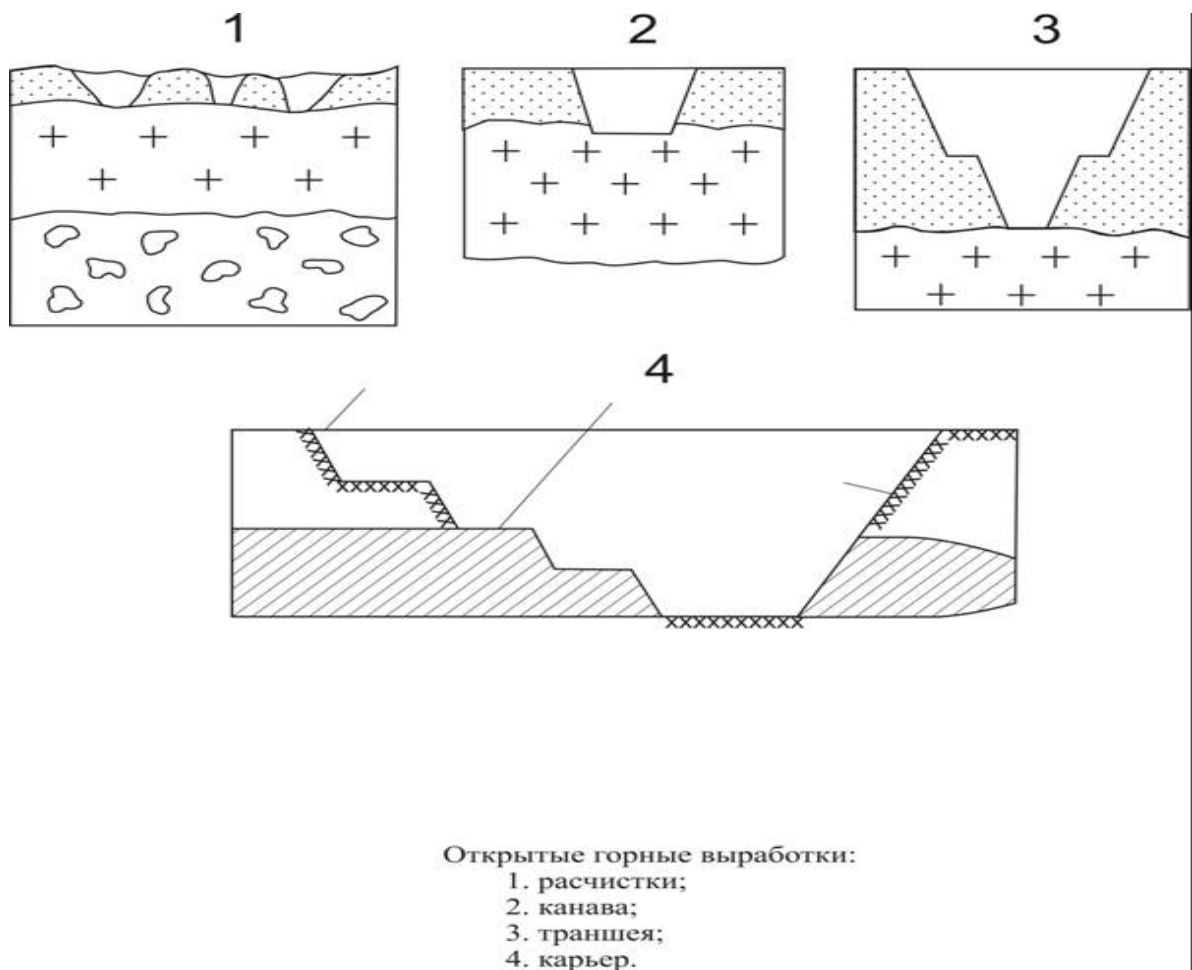 1
2
3
4
Открытые горные выработки:
1. расчистки;
2. канава;
3. траншея;
4. карьер.